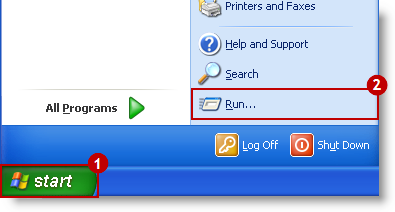 Printers and Faxes
Help and Support
Search
2
All Programs
Run...
Log Off
Shut Down
1
start